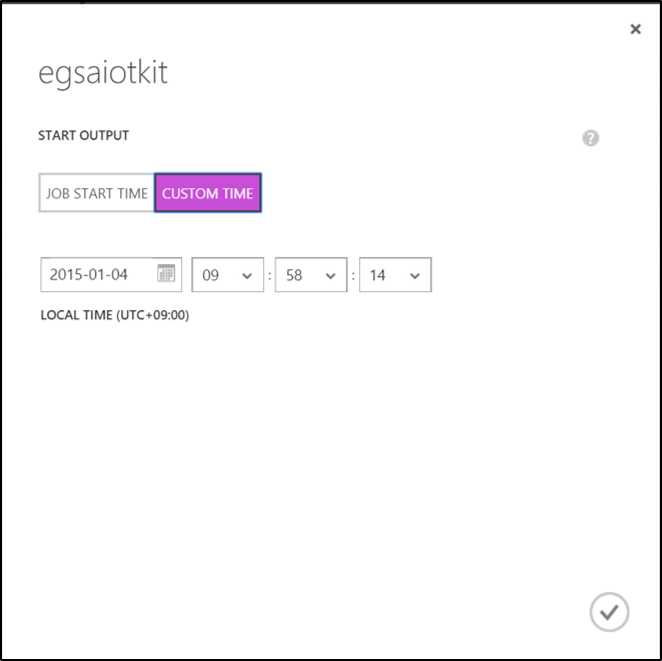 egsaiotkit
START OUTPUT
?
JOB START TIME CUSTOM TIME
2015-01-04 09 : 58 : 14
LOCAL TIME (UTC+09:00)